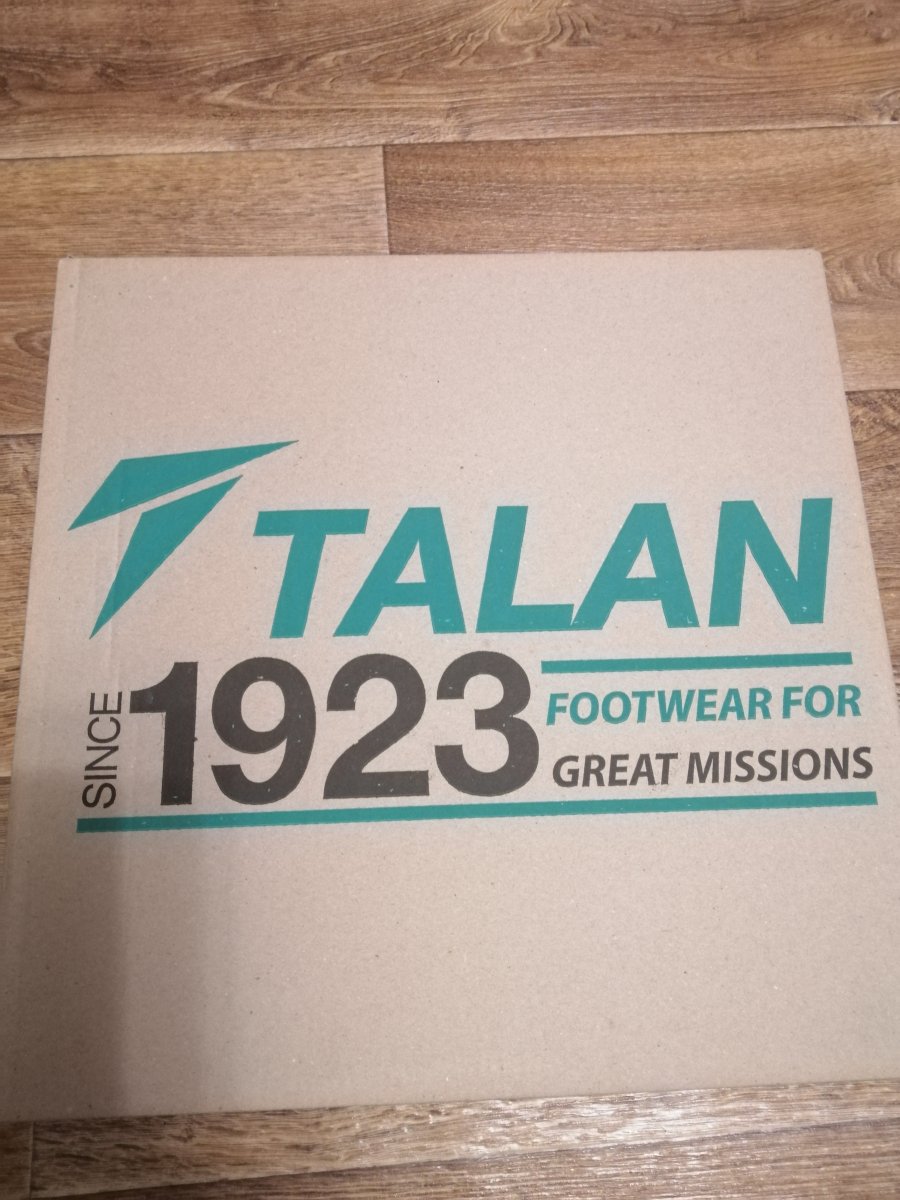 TALAN
SINCE 1923
FOOTWEAR FOR
GREAT MISSIONS